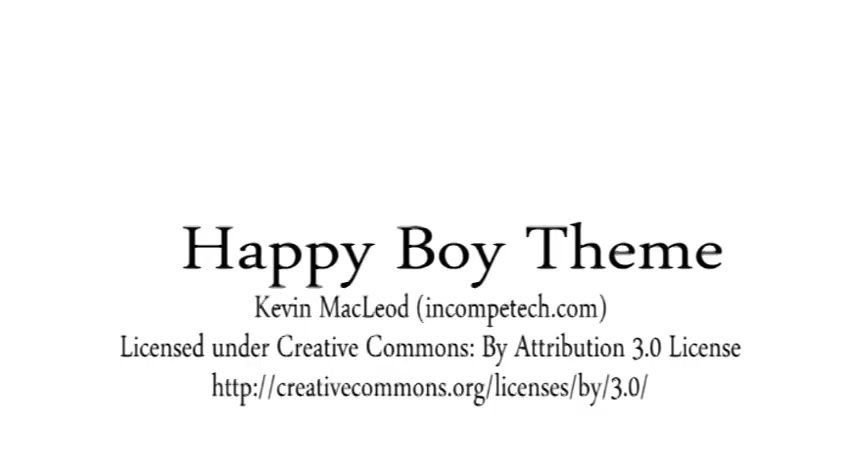 Happy Boy Theme
Kevin MacLeod (incompetech.com)
Licensed under Creative Commons: By Attribution 3.0 License
http://creativecommons.org/licenses/by/3.0/